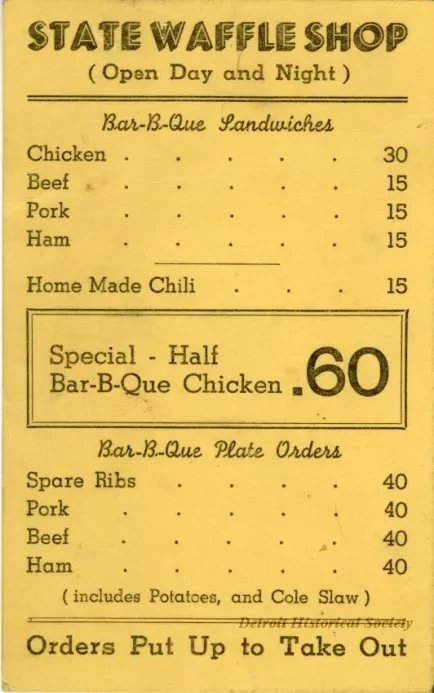 STATE WAFFLE SHOP
( Open Day and Night )
Bar-B-Que Sandwiches
Chicken . . . . . 30
Beef . . . . . 15
Pork . . . . . 15
Ham . . . . . 15
Home Made Chili . . . 15
Special - Half
Bar-B-Que Chicken .60
Bar-B-Que Plate Orders
Spare Ribs . . . . 40
Pork . . . . . 40
Beef . . . . . 40
Ham . . . . . 40
( includes Potatoes, and Cole Slaw )
Detroit Historical Society
Orders Put Up to Take Out